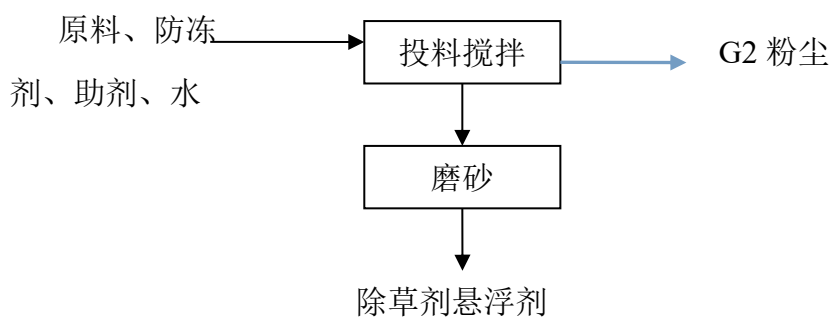 原料、防冻
剂、助剂、水
投料搅拌
G2 粉尘
磨砂
除草剂悬浮剂